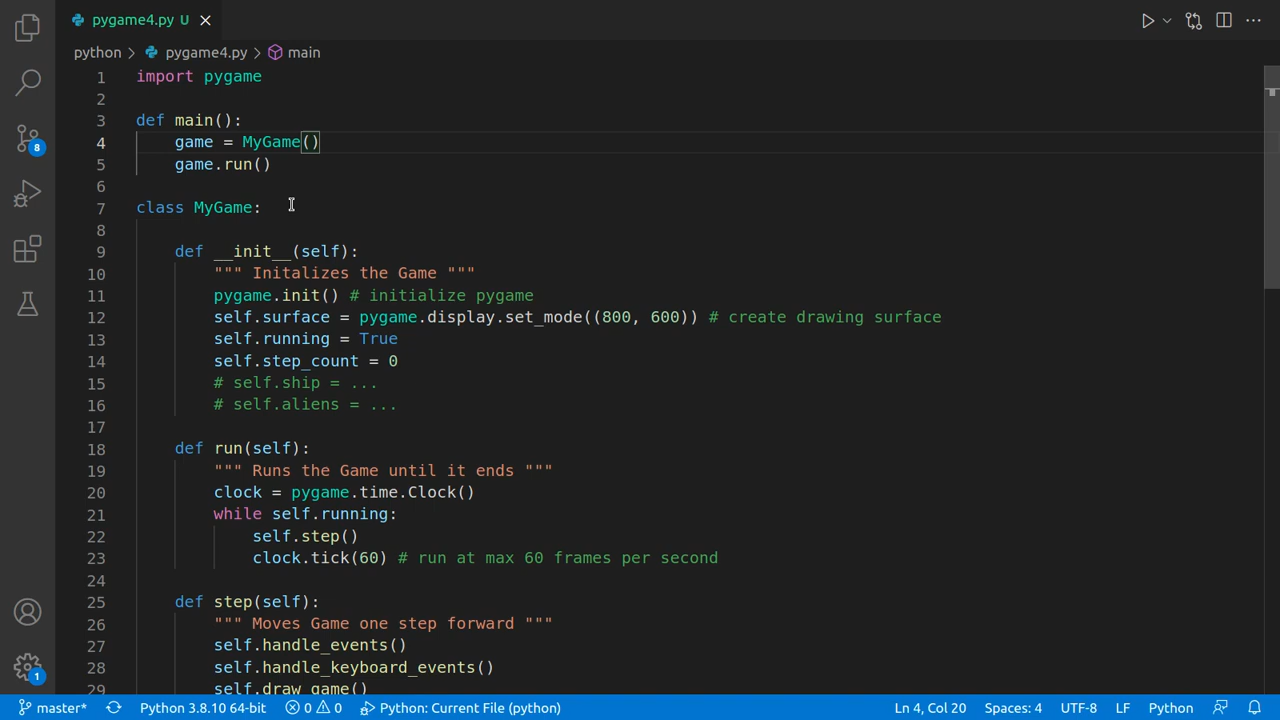 pygame4.py U
python > pygame4.py > main
1 import pygame
2
3 def main():
4 game = MyGame()
5 game.run()
6
7 class MyGame:
8
9 def __init__(self):
10 """ Initalizes the Game """
11 pygame.init() # initialize pygame
12 self.surface = pygame.display.set_mode((800, 600)) # create drawing surface
13 self.running = True
14 self.step_count = 0
15 # self.ship = ...
16 # self.aliens = ...
17
18 def run(self):
19 """ Runs the Game until it ends """
20 clock = pygame.time.Clock()
21 while self.running:
22 self.step()
23 clock.tick(60) # run at max 60 frames per second
24
25 def step(self):
26 """ Moves Game one step forward """
27 self.handle_events()
28 self.handle_keyboard_events()
29 self.draw_game()
8
1
master* Python 3.8.10 64-bit 0 0 Python: Current File (python) Ln 4, Col 20 Spaces: 4 UTF-8 LF Python